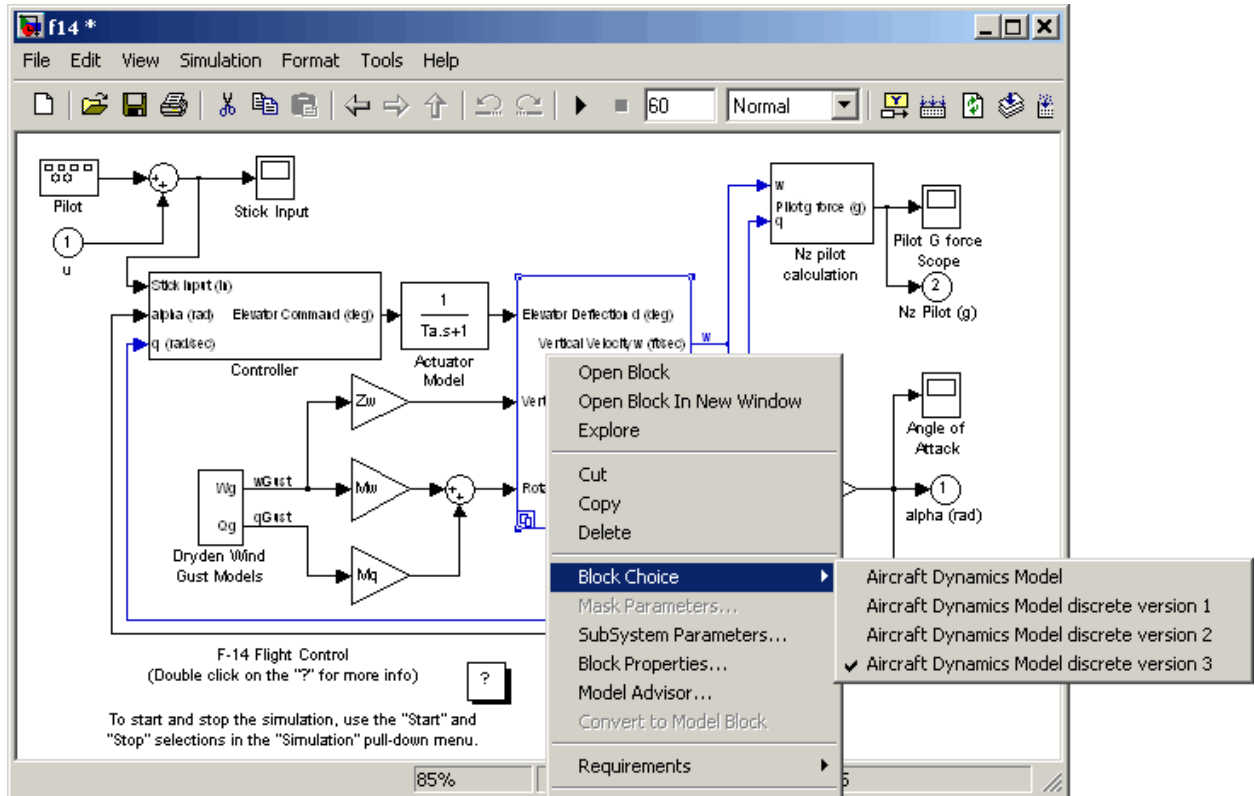 f14 *
File Edit View Simulation Format Tools Help
60 Normal
Pilot
Stick Input
1
u
Stick Input (in)
alpha (rad) Elevator Command (deg)
q (rad/sec)
Controller
1
Ta.s+1
Actuator
Model
Elevator Deflection d (deg)
Vertical Velocity w (ft/sec)
w
w
Pilot g force (g)
q
Nz pilot
calculation
Pilot G force
Scope
2
Nz Pilot (g)
Zw
Mw
Mq
Wg wGust
Qg qGust
Dryden Wind
Gust Models
Angle of
Attack
1
alpha (rad)
F-14 Flight Control
(Double click on the "?" for more info)
?
To start and stop the simulation, use the "Start" and
"Stop" selections in the "Simulation" pull-down menu.
85%
Open Block
Open Block In New Window
Explore
Cut
Copy
Delete
Block Choice
Mask Parameters...
SubSystem Parameters...
Block Properties...
Model Advisor...
Convert to Model Block
Requirements
Aircraft Dynamics Model
Aircraft Dynamics Model discrete version 1
Aircraft Dynamics Model discrete version 2
Aircraft Dynamics Model discrete version 3